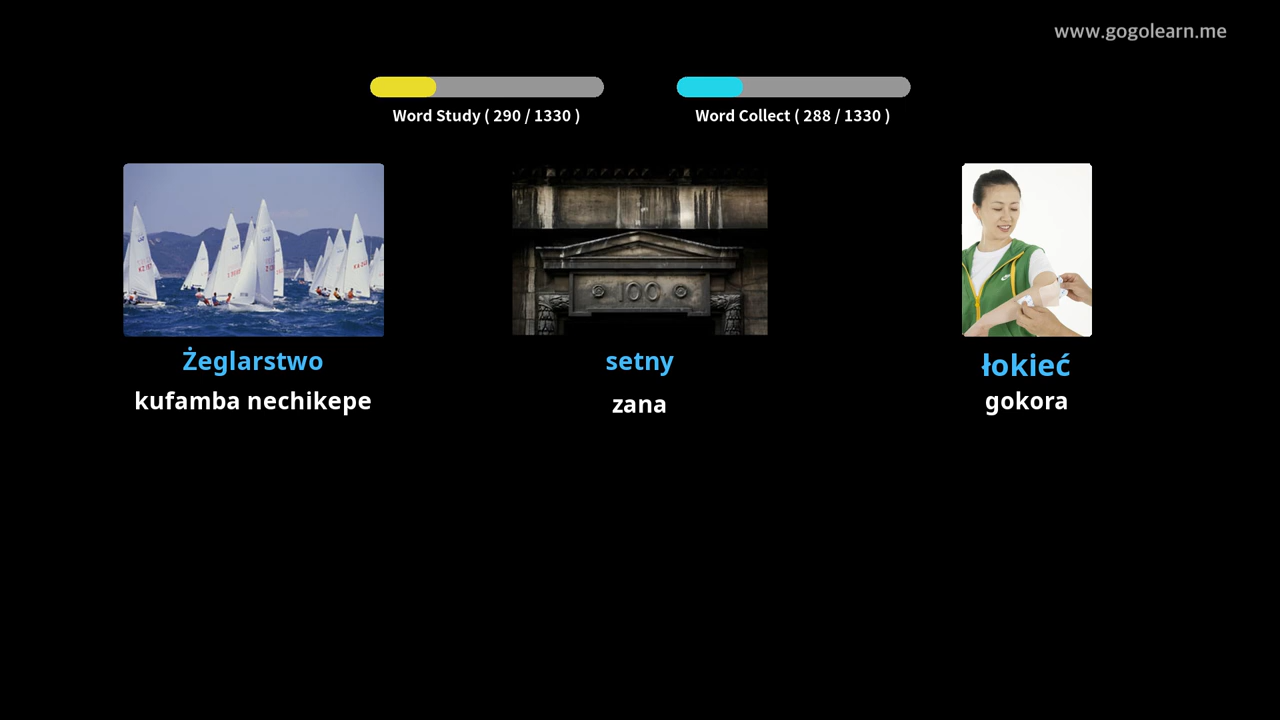 www.gogolearn.me
Word Study ( 290 / 1330 )
Word Collect ( 288 / 1330 )
100
Żeglarstwo
setny
łokieć
kufamba nechikepe
zana
gokora